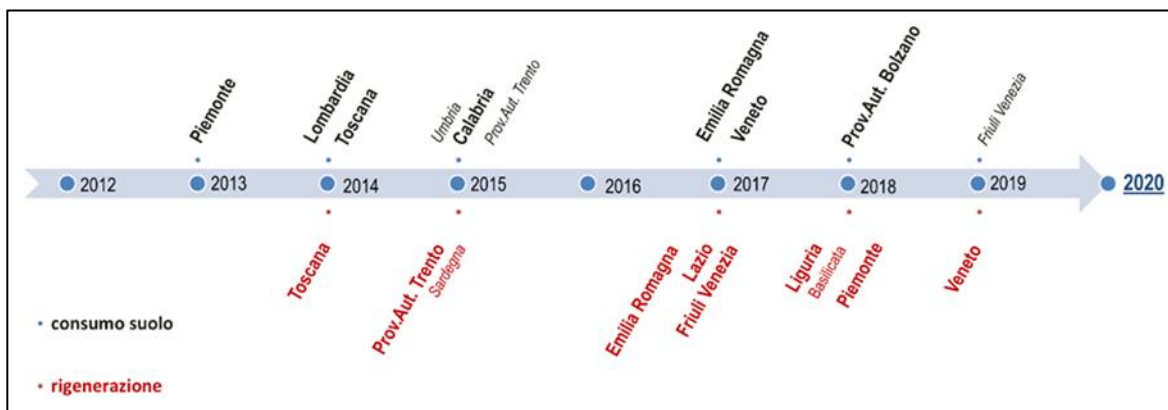 Piemonte
Lombardia
Toscana
Umbria
Calabria
Prov.Aut. Trento
Emilia Romagna
Veneto
Prov.Aut. Bolzano
Friuli Venezia
2012
2013
2014
2015
2016
2017
2018
2019
2020
Toscana
Prov.Aut. Trento
Sardegna
Emilia Romagna
Lazio
Friuli Venezia
Liguria
Basilicata
Piemonte
Veneto
consumo suolo
rigenerazione